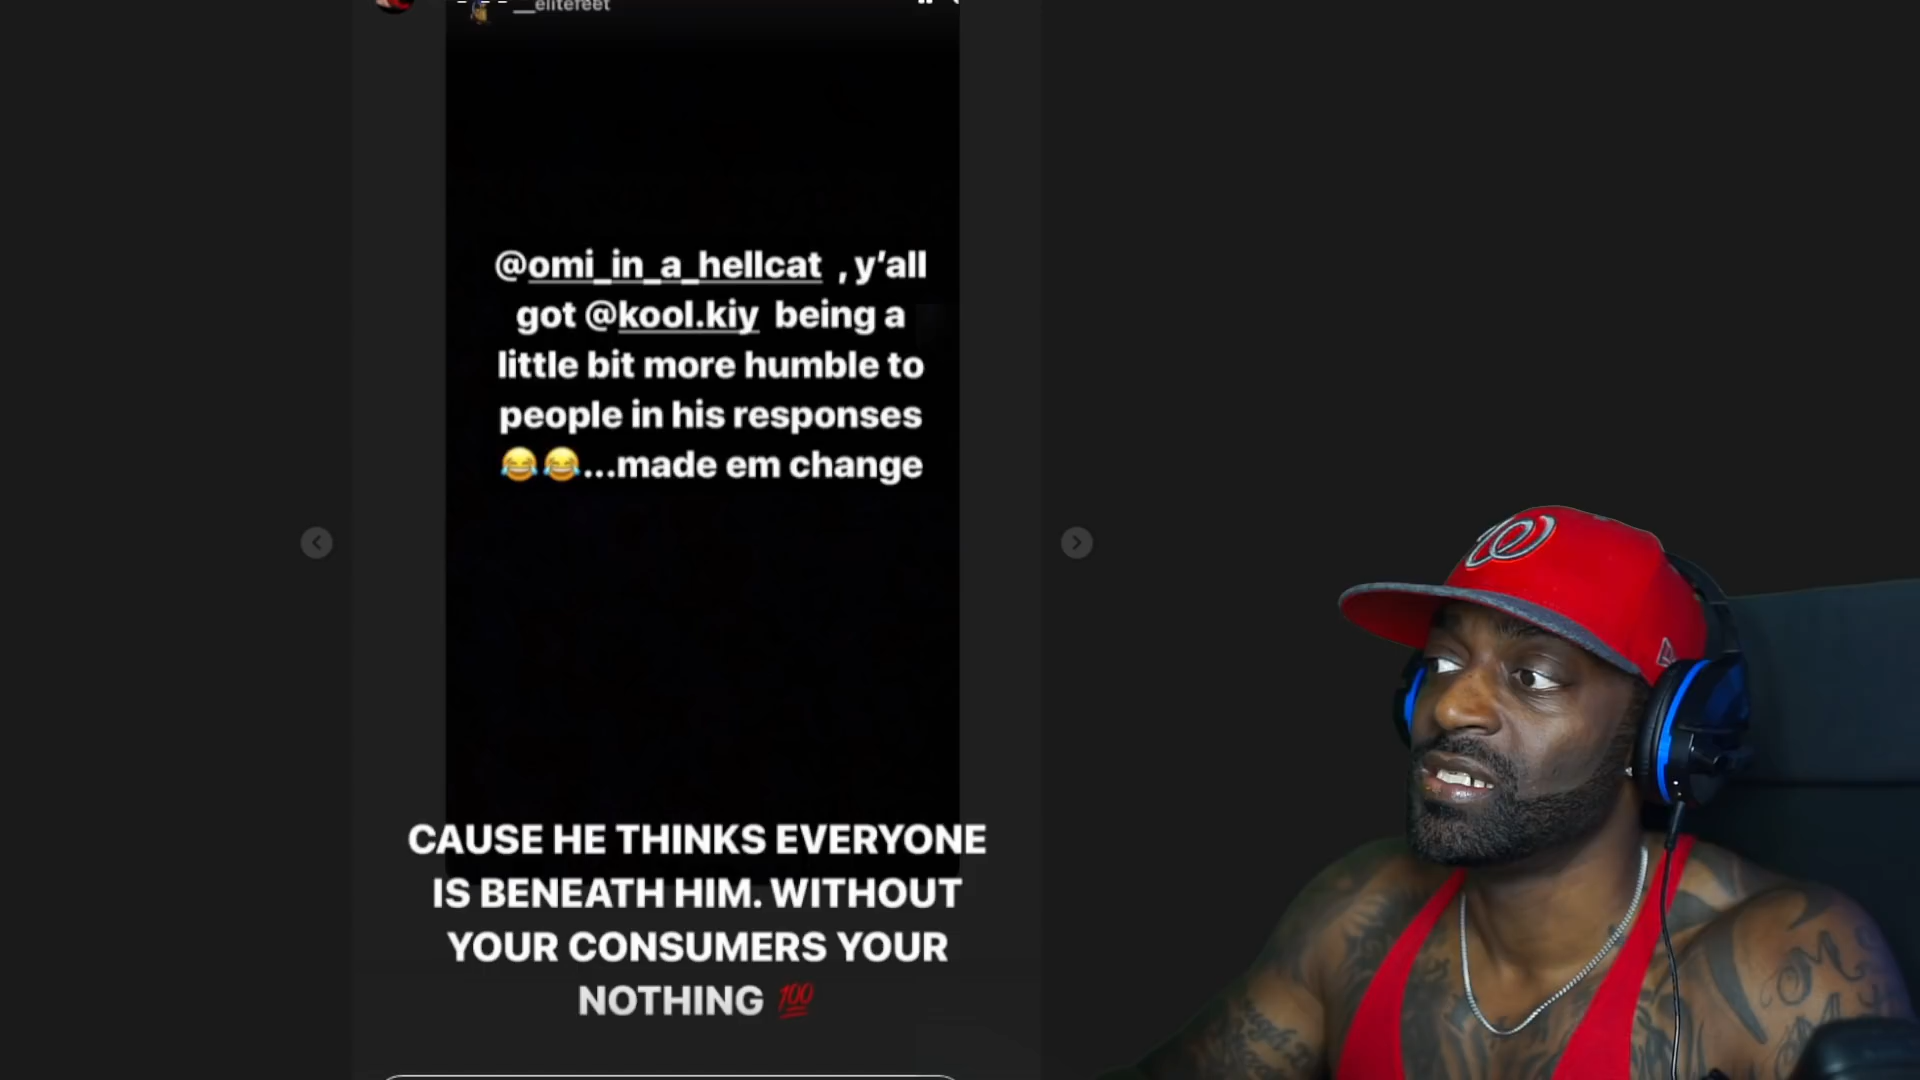 __elitefeet
@omi_in_a_hellcat , y’all
got @kool.kiy being a
little bit more humble to
people in his responses
😂😂...made em change
CAUSE HE THINKS EVERYONE
IS BENEATH HIM. WITHOUT
YOUR CONSUMERS YOUR
NOTHING 💯
W